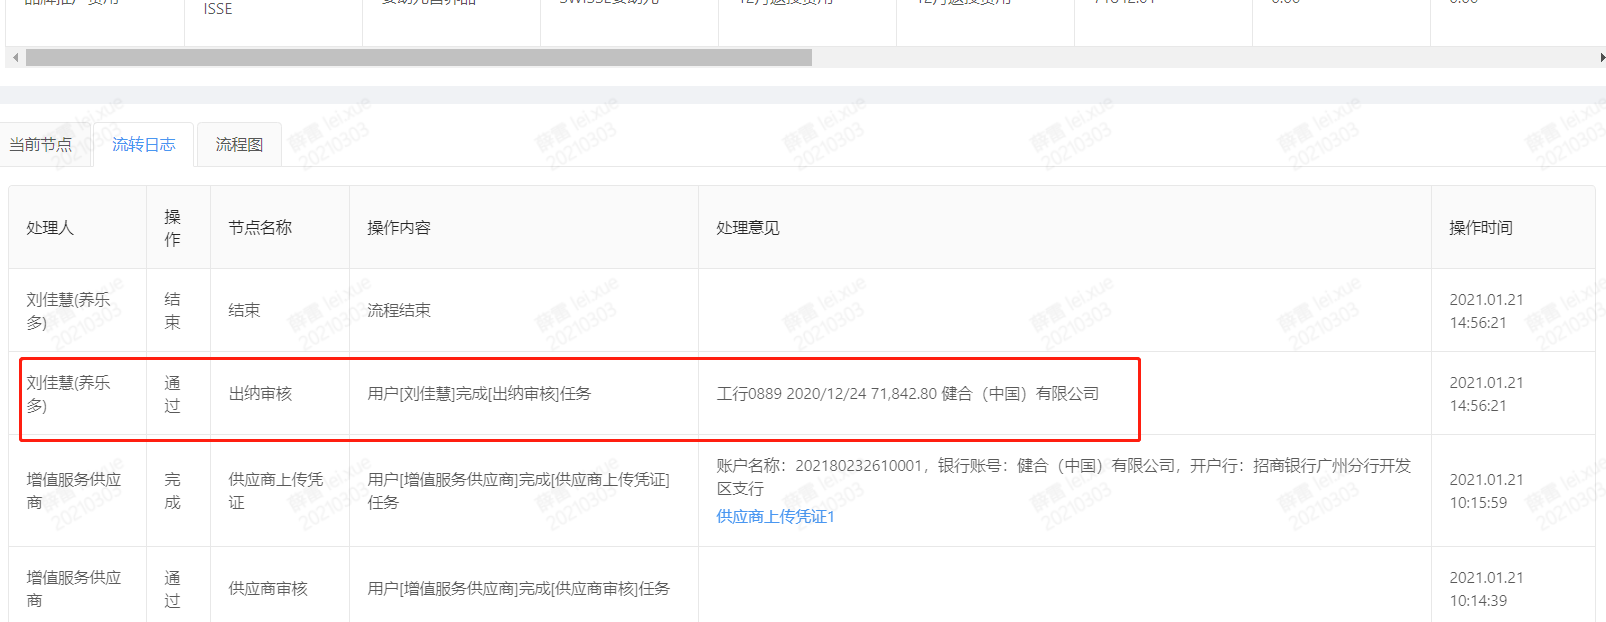 ISSE
当前节点
流转日志
流程图
处理人
操作
节点名称
操作内容
处理意见
操作时间
刘佳慧(养乐
多)
结
束
结束
流程结束
2021.01.21
14:56:21
刘佳慧(养乐
多)
通
过
出纳审核
用户[刘佳慧]完成[出纳审核]任务
工行0889 2020/12/24 71,842.80 健合（中国）有限公司
2021.01.21
14:56:21
增值服务供应
商
完
成
供应商上传凭
证
用户[增值服务供应商]完成[供应商上传凭证]
任务
账户名称：202180232610001，银行账号：健合（中国）有限公司，开户行：招商银行广州分行开发
区支行
供应商上传凭证1
2021.01.21
10:15:59
增值服务供应
商
通
过
供应商审核
用户[增值服务供应商]完成[供应商审核]任务
2021.01.21
10:14:39
薛雷 lei.xue
20210303